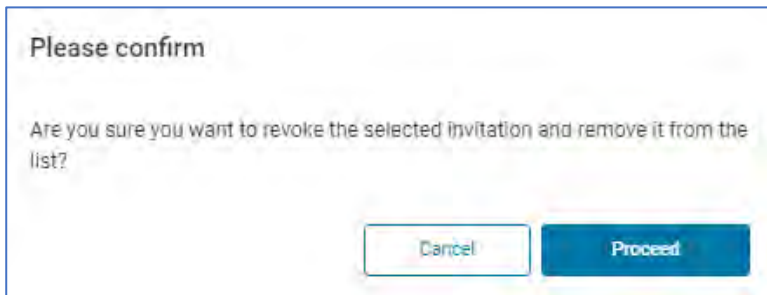 Please confirm
Are you sure you want to revoke the selected invitation and remove it from the
list?
Cancel
Proceed